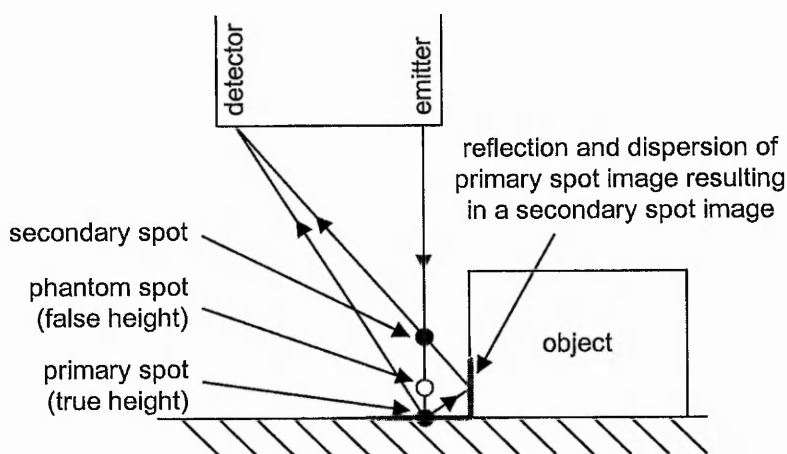 detector
emitter
reflection and dispersion of
primary spot image resulting
in a secondary spot image
secondary spot
phantom spot
(false height)
primary spot
(true height)
object